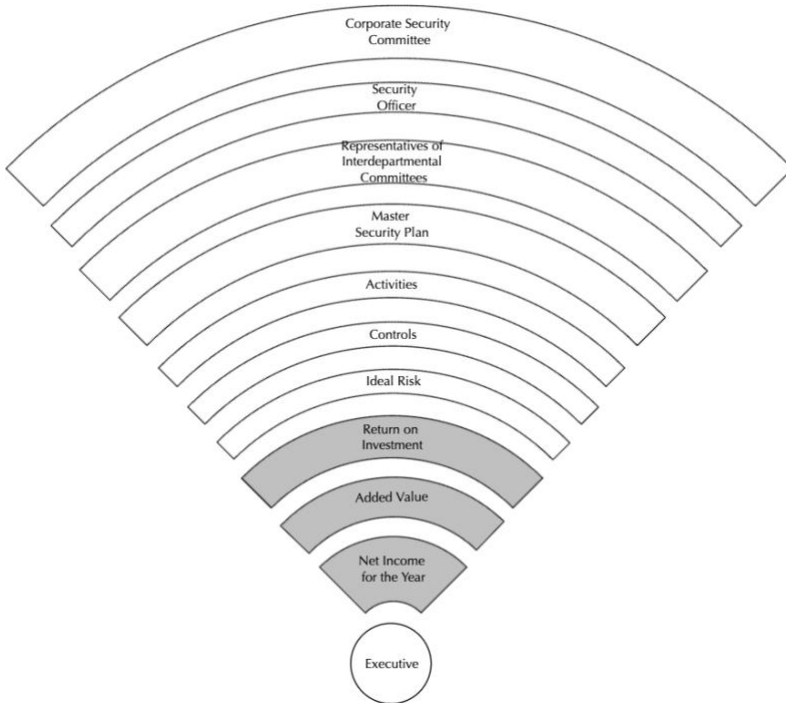 Corporate Security
Committee
Security
Officer
Representatives of
Interdepartmental
Committees
Master
Security Plan
Activities
Controls
Ideal Risk
Return on
Investment
Added Value
Net Income
for the Year
Executive